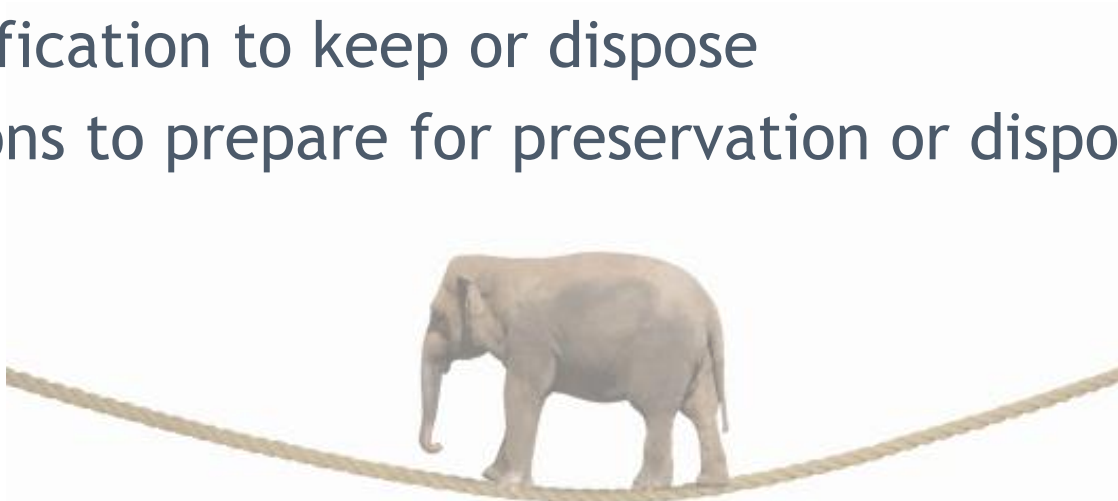 fication to keep or dispose
ons to prepare for preservation or dispo